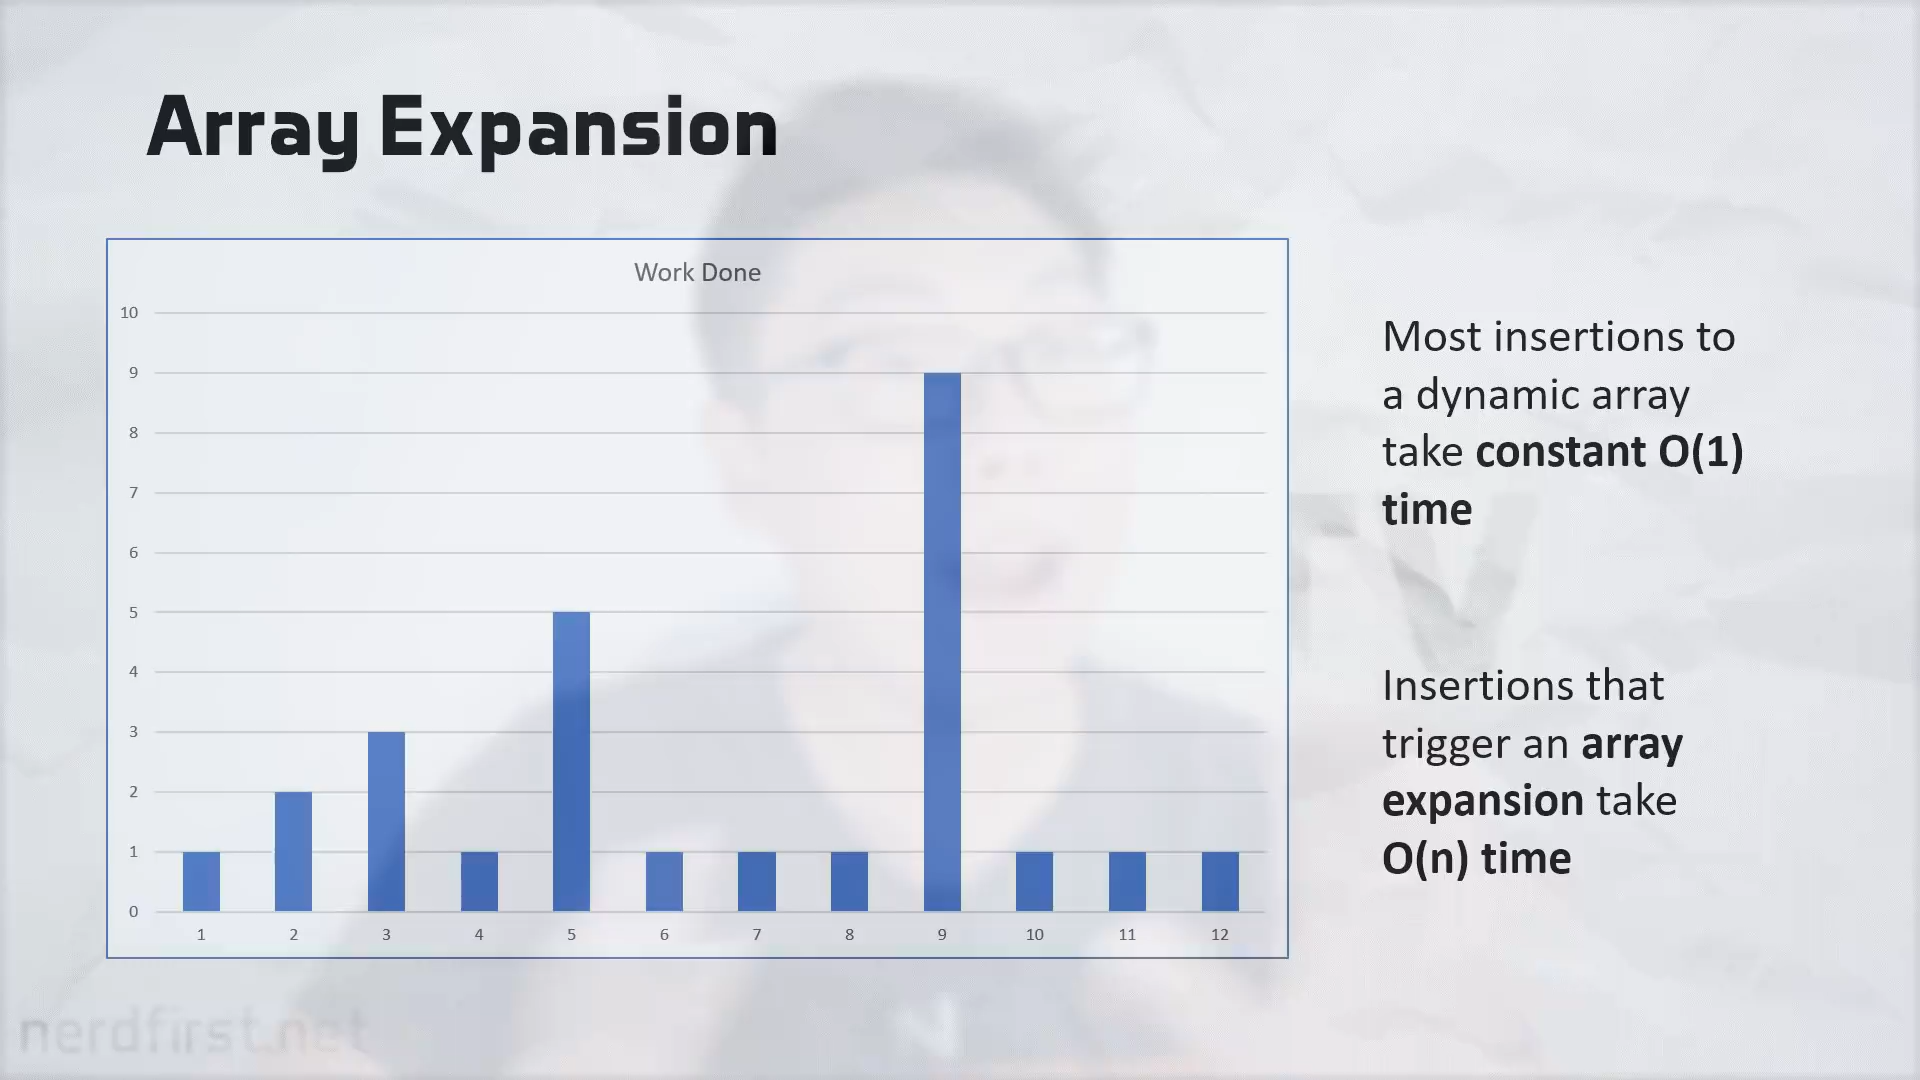 Array Expansion
Work Done
10
9
8
7
6
5
4
3
2
1
0
1 2 3 4 5 6 7 8 9 10 11 12
Most insertions to
a dynamic array
take constant O(1)
time
Insertions that
trigger an array
expansion take
O(n) time
nerdfirst.net